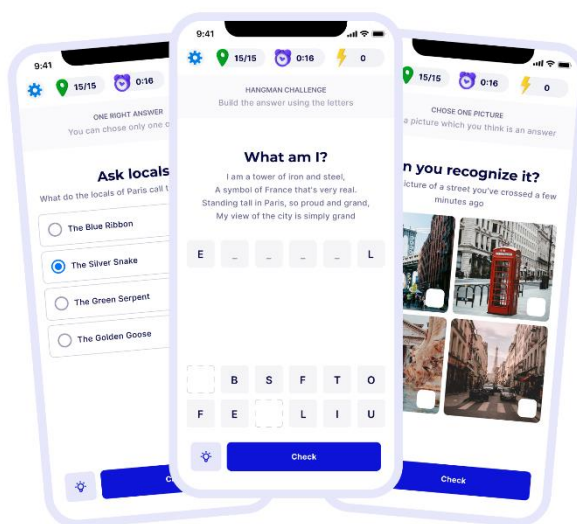 9:41
15/15
0:16
ONE RIGHT ANSWER
You can chose only one
Ask locals
What do the locals of Paris call
The Blue Ribbon
The Silver Snake
The Green Serpent
The Golden Goose
9:41
15/15
0:16
0
HANGMAN CHALLENGE
Build the answer using the letters
What am I?
I am a tower of iron and steel,
A symbol of France that's very real.
Standing tall in Paris, so proud and grand,
My view of the city is simply grand
E _ _ _ _ L
B S F T O
F E L I U
Check
15/15
0:16
0
CHOSE ONE PICTURE
a picture which you think is an answer
you recognize it?
picture of a street you've crossed a few
minutes ago
TELEPHONE
Check